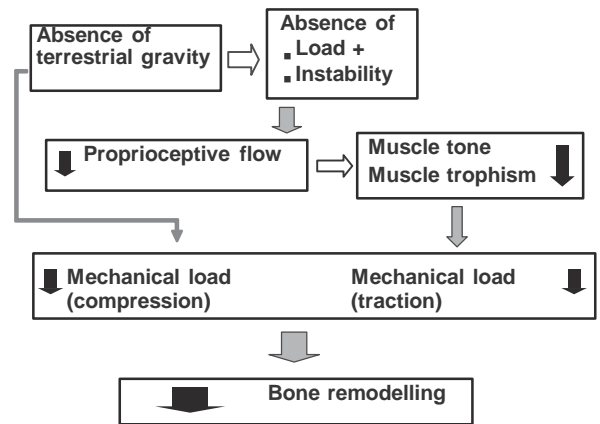 Absence of
terrestrial gravity
Absence of
▪ Load +
▪ Instability
Proprioceptive flow
Muscle tone
Muscle trophism
Mechanical load
(compression)
Mechanical load
(traction)
Bone remodelling